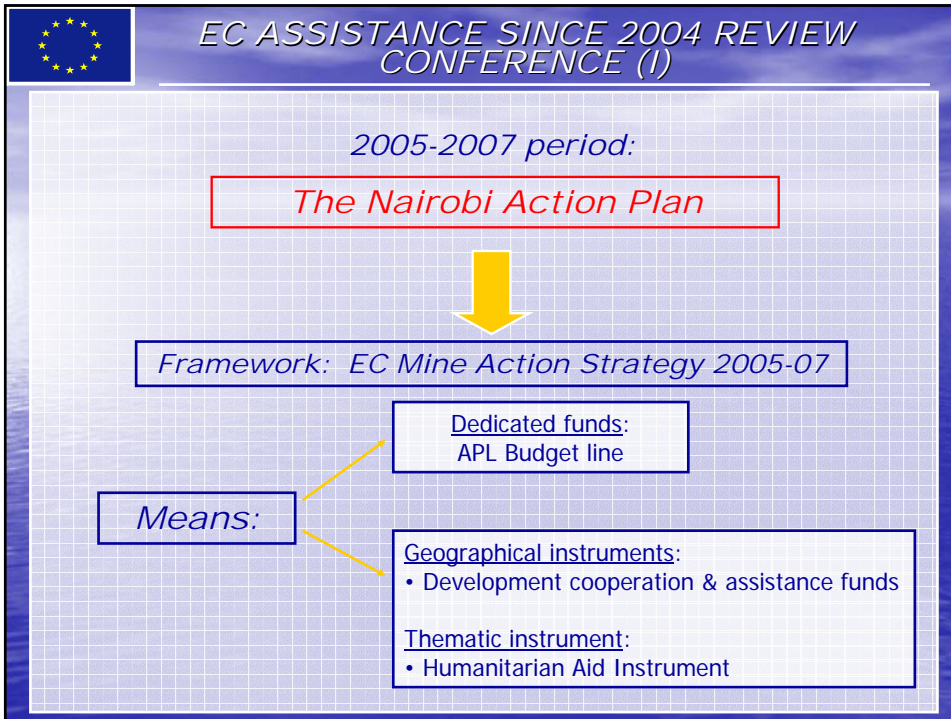 EC ASSISTANCE SINCE 2004 REVIEW
CONFERENCE (I)
2005-2007 period:
The Nairobi Action Plan
Framework: EC Mine Action Strategy 2005-07
Dedicated funds:
APL Budget line
Means:
Geographical instruments:
• Development cooperation & assistance funds
Thematic instrument:
• Humanitarian Aid Instrument